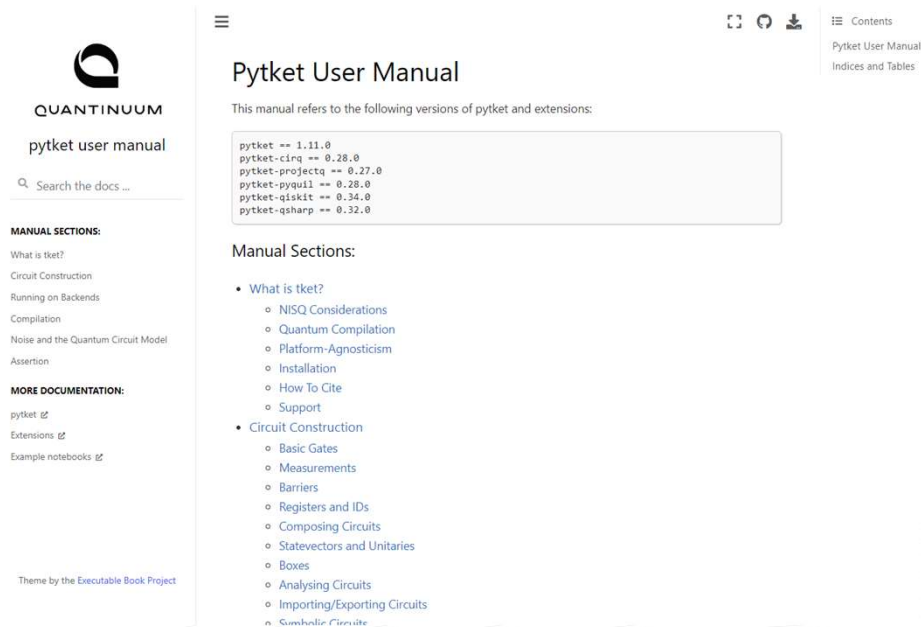 QUANTINUUM
pytket user manual
Search the docs ...
MANUAL SECTIONS:
What is tket?
Circuit Construction
Running on Backends
Compilation
Noise and the Quantum Circuit Model
Assertion
MORE DOCUMENTATION:
pytket
Extensions
Example notebooks
Theme by the Executable Book Project
Pytket User Manual
This manual refers to the following versions of pytket and extensions:
pytket == 1.11.0
pytket-cirq == 0.28.0
pytket-projectq == 0.27.0
pytket-pyquil == 0.28.0
pytket-qiskit == 0.34.0
pytket-qsharp == 0.32.0
Manual Sections:
• What is tket?
◦ NISQ Considerations
◦ Quantum Compilation
◦ Platform-Agnosticism
◦ Installation
◦ How To Cite
◦ Support
• Circuit Construction
◦ Basic Gates
◦ Measurements
◦ Barriers
◦ Registers and IDs
◦ Composing Circuits
◦ Statevectors and Unitaries
◦ Boxes
◦ Analysing Circuits
◦ Importing/Exporting Circuits
◦ Symbolic Circuits
Contents
Pytket User Manual
Indices and Tables